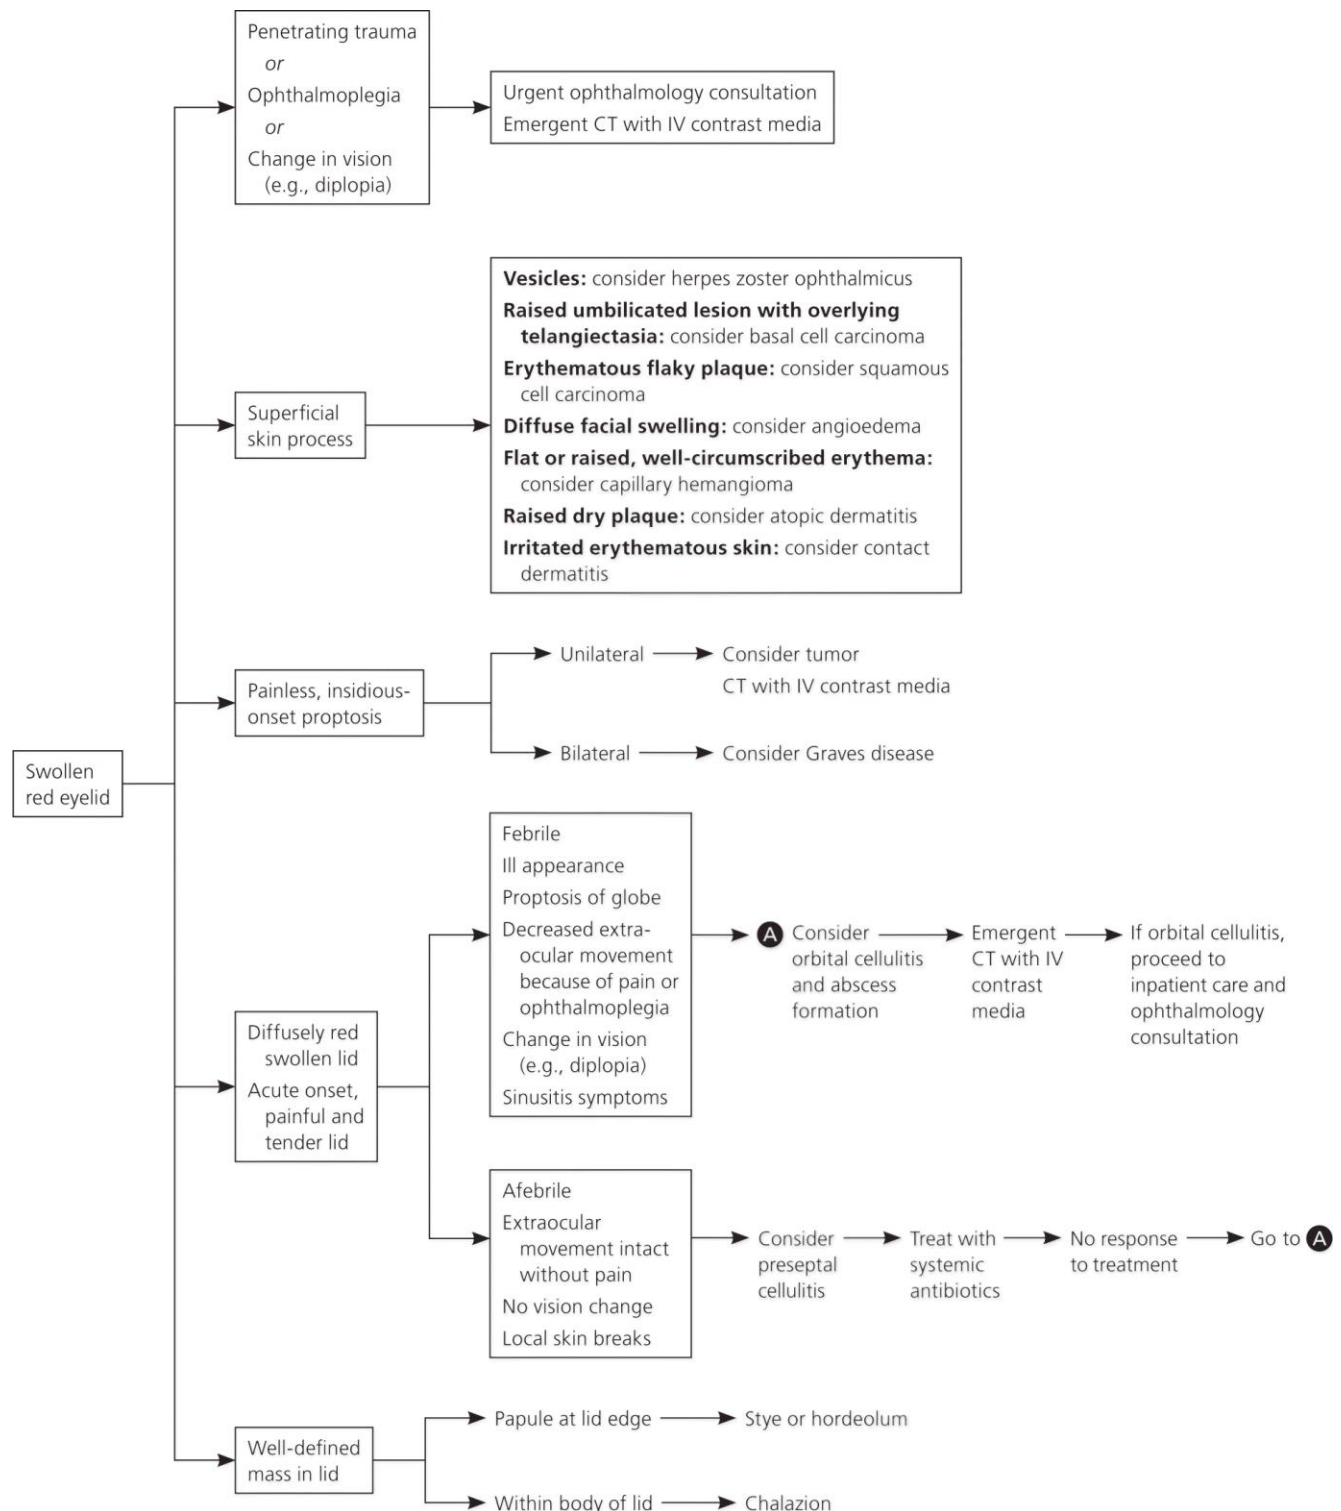 Penetrating trauma
or
Ophthalmoplegia
or
Change in vision
(e.g., diplopia)
Urgent ophthalmology consultation
Emergent CT with IV contrast media
Superficial
skin process
Vesicles: consider herpes zoster ophthalmicus
Raised umbilicated lesion with overlying
telangiectasia: consider basal cell carcinoma
Erythematous flaky plaque: consider squamous
cell carcinoma
Diffuse facial swelling: consider angioedema
Flat or raised, well-circumscribed erythema:
consider capillary hemangioma
Raised dry plaque: consider atopic dermatitis
Irritated erythematous skin: consider contact
dermatitis
Painless, insidious-
onset proptosis
Unilateral
Consider tumor
CT with IV contrast media
Bilateral
Consider Graves disease
Swollen
red eyelid
Diffusely red
swollen lid
Acute onset,
painful and
tender lid
Febrile
Ill appearance
Proptosis of globe
Decreased extra-
ocular movement
because of pain or
ophthalmoplegia
Change in vision
(e.g., diplopia)
Sinusitis symptoms
A Consider
orbital cellulitis
and abscess
formation
Emergent
CT with IV
contrast
media
If orbital cellulitis,
proceed to
inpatient care and
ophthalmology
consultation
Afebrile
Extraocular
movement intact
without pain
No vision change
Local skin breaks
Consider
preseptal
cellulitis
Treat with
systemic
antibiotics
No response
to treatment
Go to A
Well-defined
mass in lid
Papule at lid edge
Stye or hordeolum
Within body of lid
Chalazion